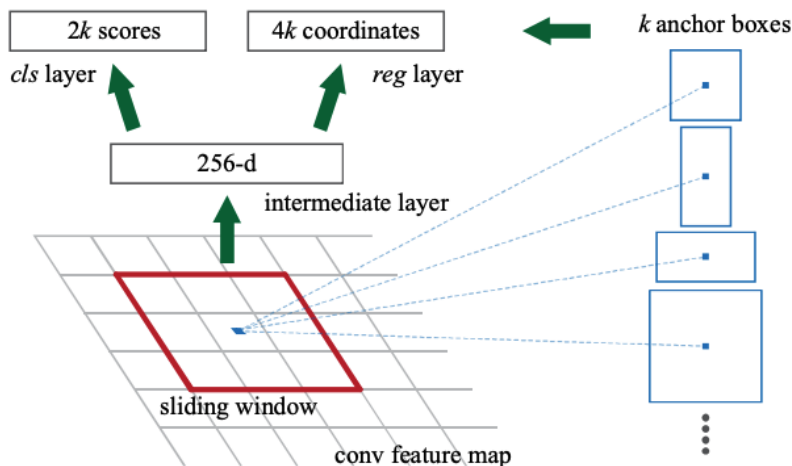 2k scores
4k coordinates
k anchor boxes
cls layer
reg layer
256-d
intermediate layer
sliding window
conv feature map